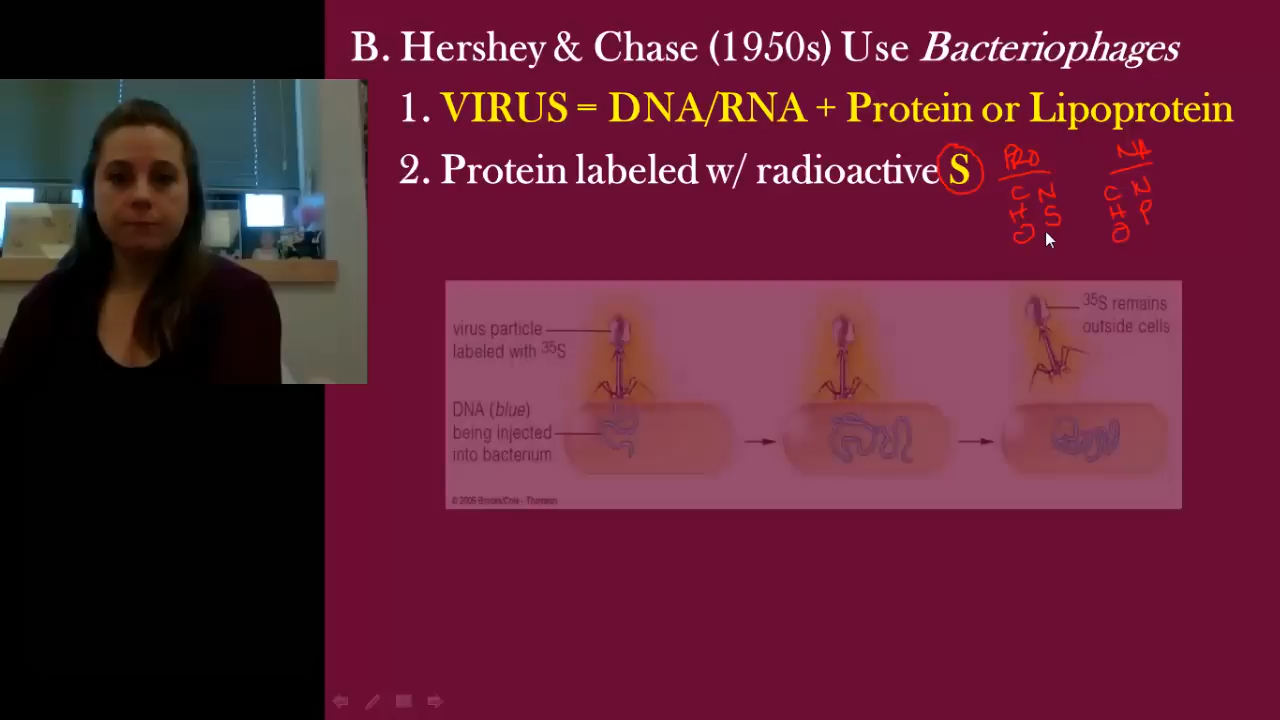 B. Hershey & Chase (1950s) Use Bacteriophages
1. VIRUS = DNA/RNA + Protein or Lipoprotein
2. Protein labeled w/ radioactive S
PRO
C N
H S
O
NA
C N
H P
O
virus particle
labeled with 35S
DNA (blue)
being injected
into bacterium
35S remains
outside cells
© 2006 Brooks/Cole - Thomson